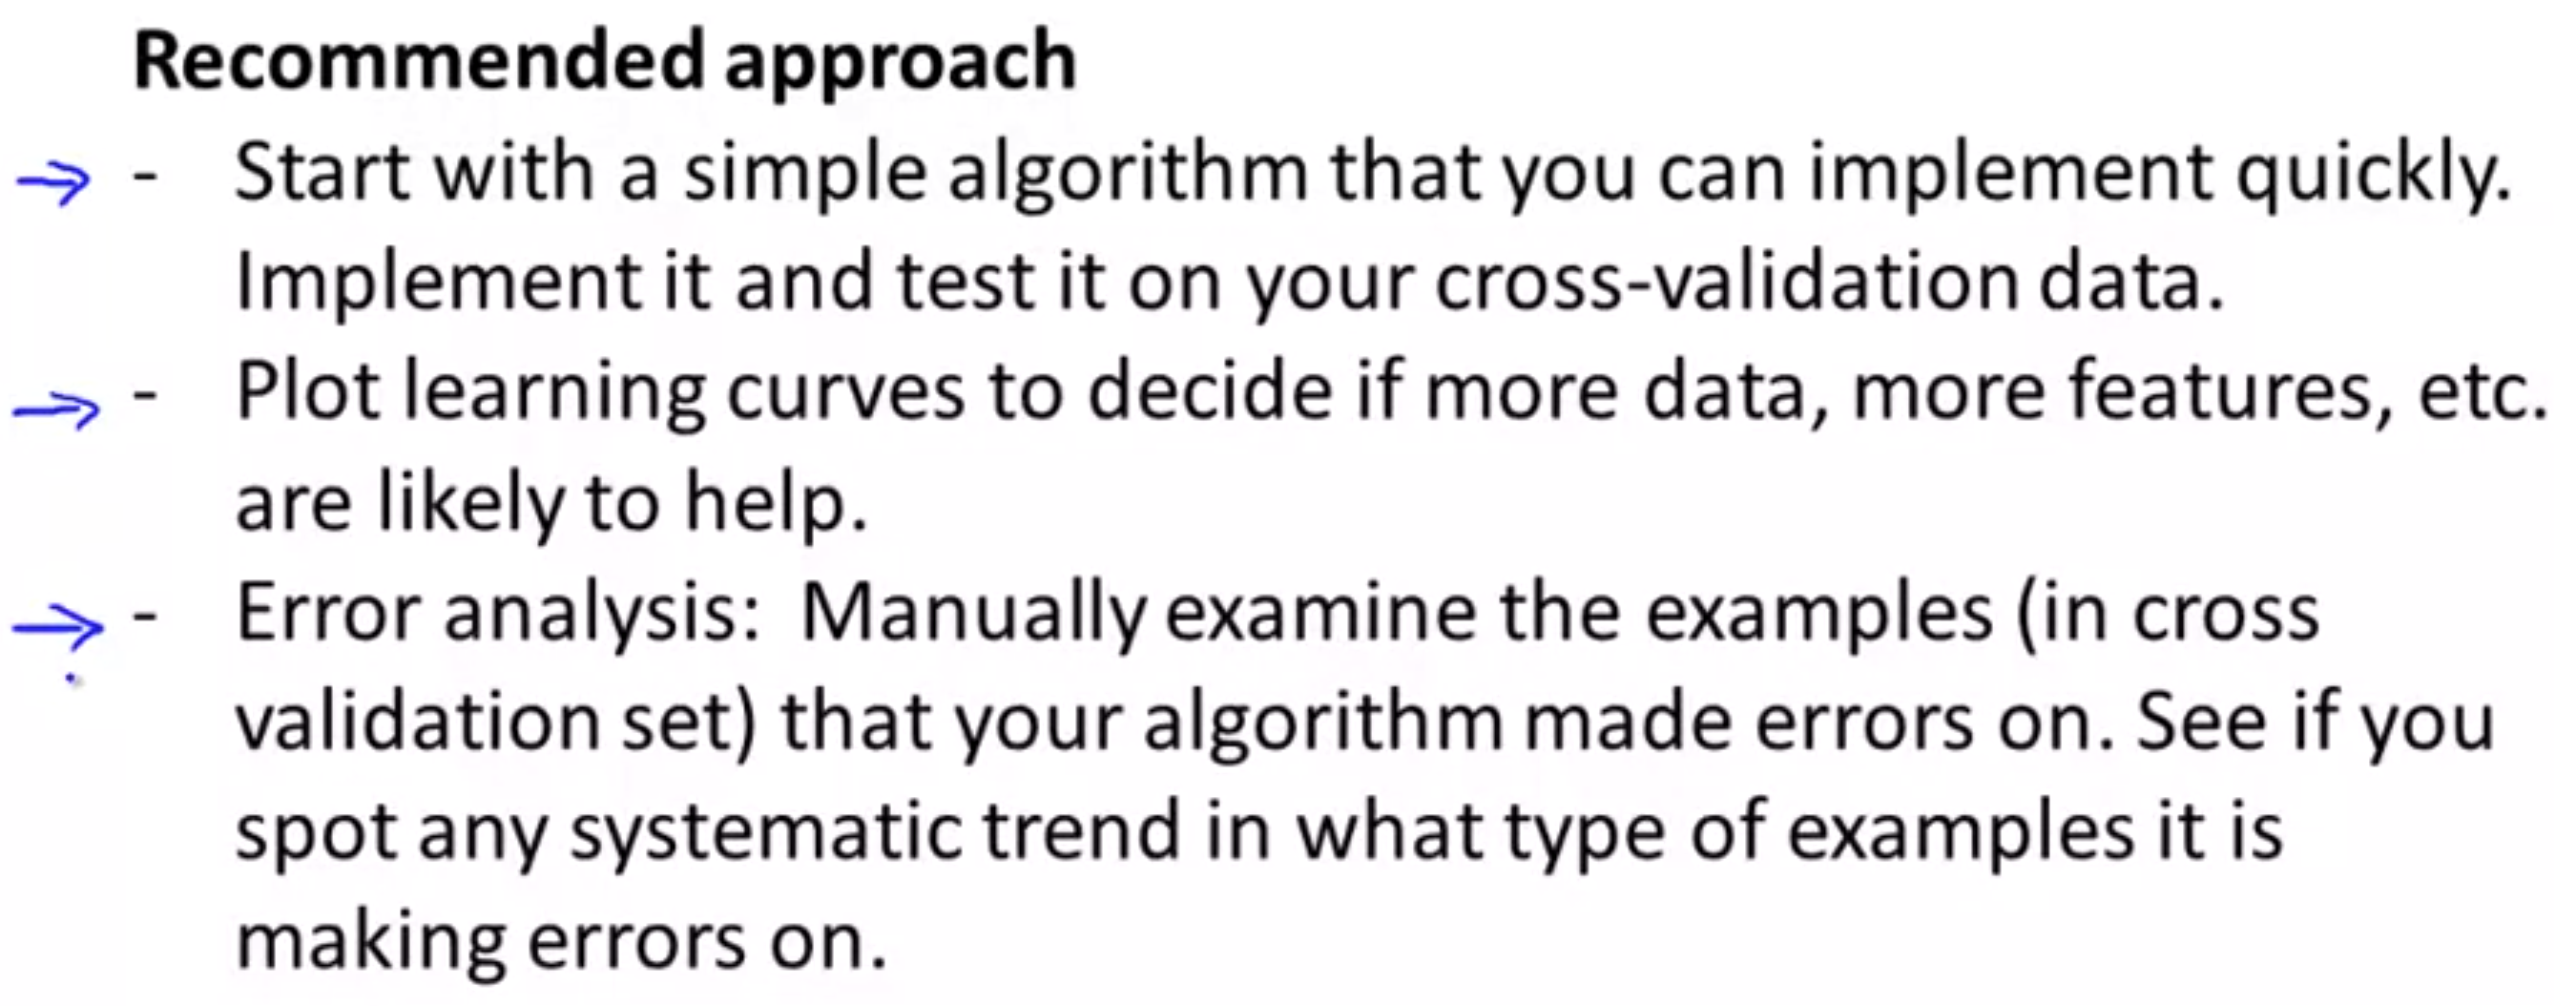 Recommended approach
- Start with a simple algorithm that you can implement quickly.
Implement it and test it on your cross-validation data.
- Plot learning curves to decide if more data, more features, etc.
are likely to help.
- Error analysis: Manually examine the examples (in cross
validation set) that your algorithm made errors on. See if you
spot any systematic trend in what type of examples it is
making errors on.